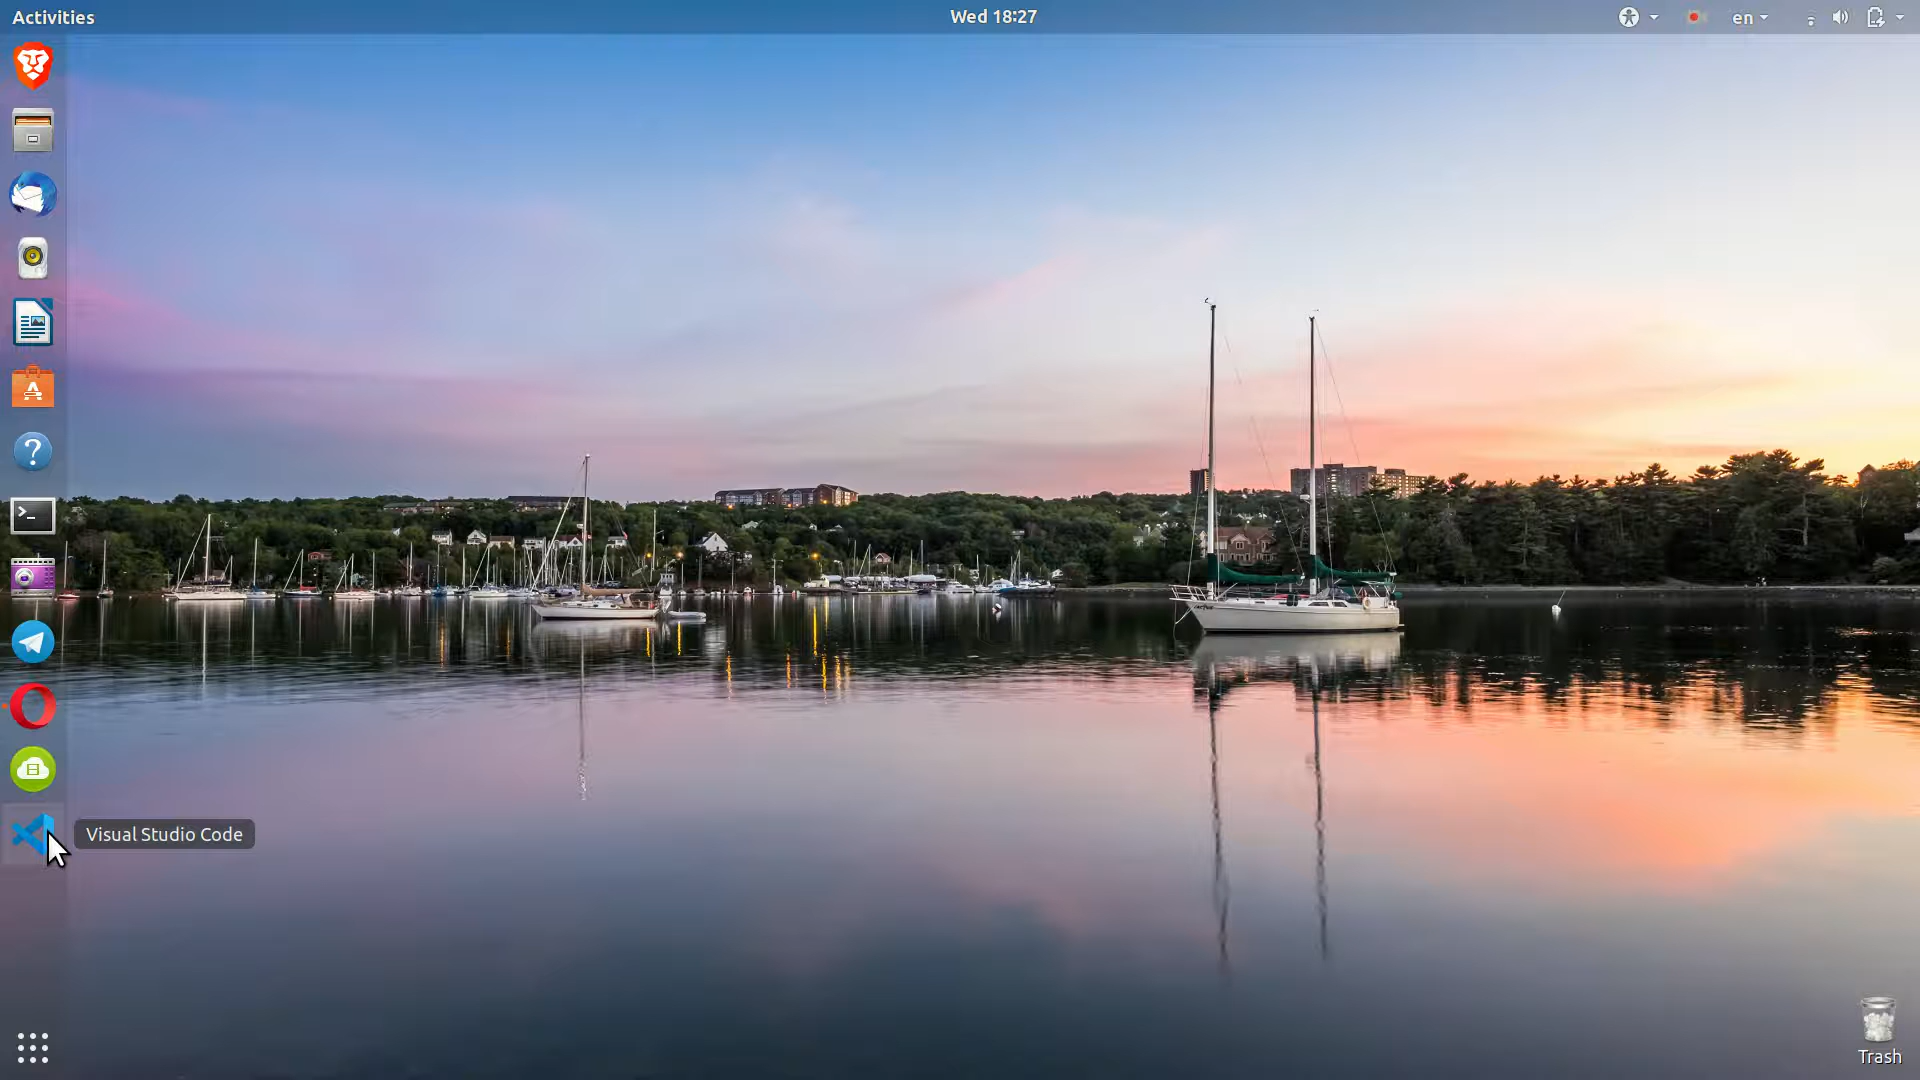 Activities
Wed 18:27
en
Visual Studio Code
Trash